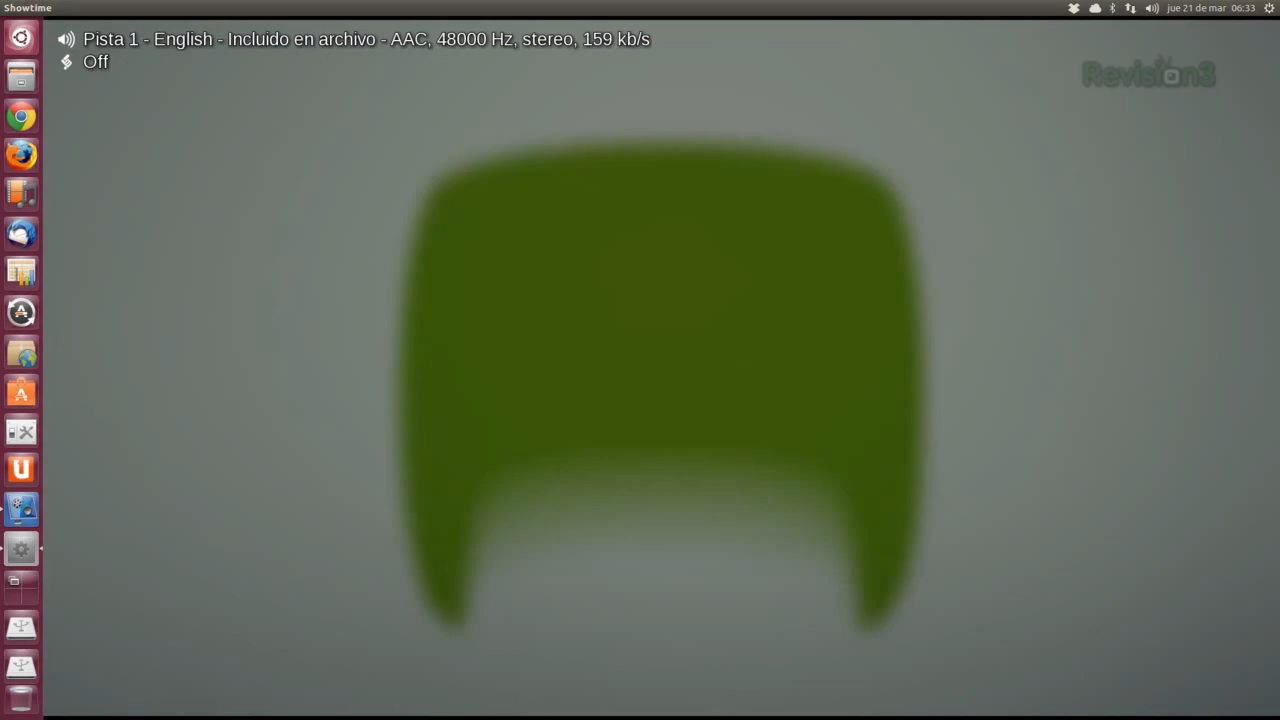 Showtime
jue 21 de mar 06:33
Pista 1 - English - Incluido en archivo - AAC, 48000 Hz, stereo, 159 kb/s
Off
Revision3